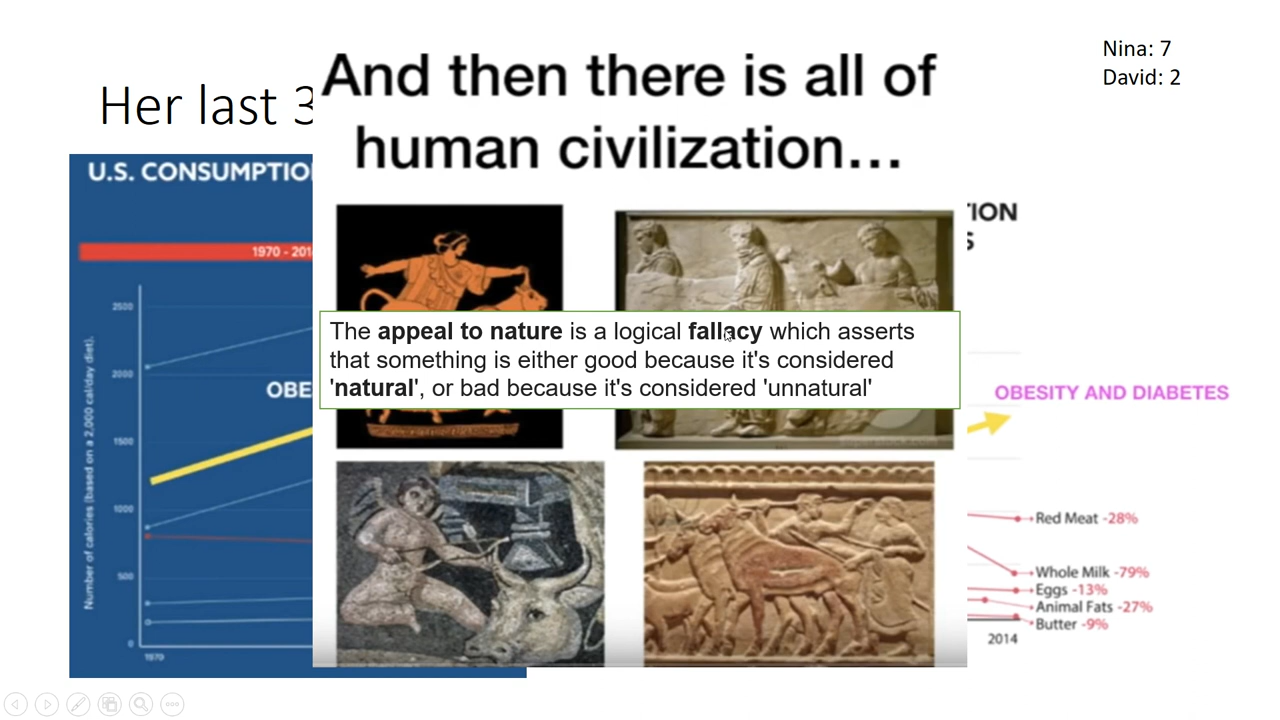 Nina: 7
David: 2
Her last 3
And then there is all of
human civilization...
U.S. CONSUMPTIO
1970 - 201
2500
2000
1500
1000
500
0
Number of calories (based on a 2,000 cal/day diet).
1970
OBE
The appeal to nature is a logical fallacy which asserts
that something is either good because it's considered
'natural', or bad because it's considered 'unnatural'
TION
S
OBESITY AND DIABETES
Red Meat -28%
Whole Milk -79%
Eggs -13%
Animal Fats -27%
Butter -9%
2014